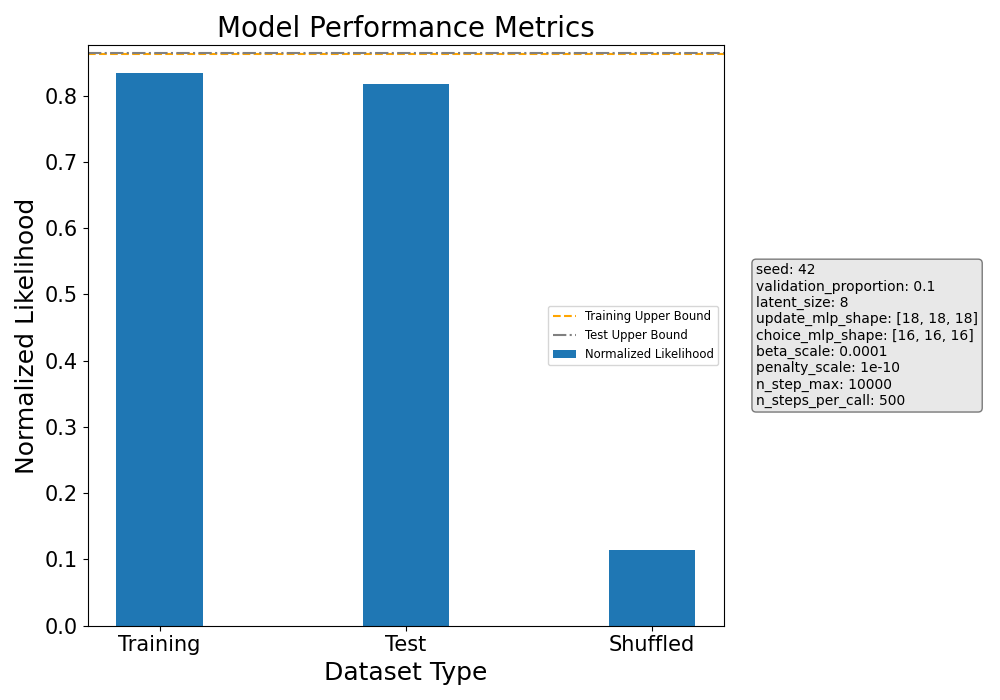 Model Performance Metrics
Normalized Likelihood
0.8
0.7
0.6
0.5
0.4
0.3
0.2
0.1
0.0
Training Upper Bound
Test Upper Bound
Normalized Likelihood
Training
Test
Shuffled
Dataset Type
seed: 42
validation_proportion: 0.1
latent_size: 8
update_mlp_shape: [18, 18, 18]
choice_mlp_shape: [16, 16, 16]
beta_scale: 0.0001
penalty_scale: 1e-10
n_step_max: 10000
n_steps_per_call: 500